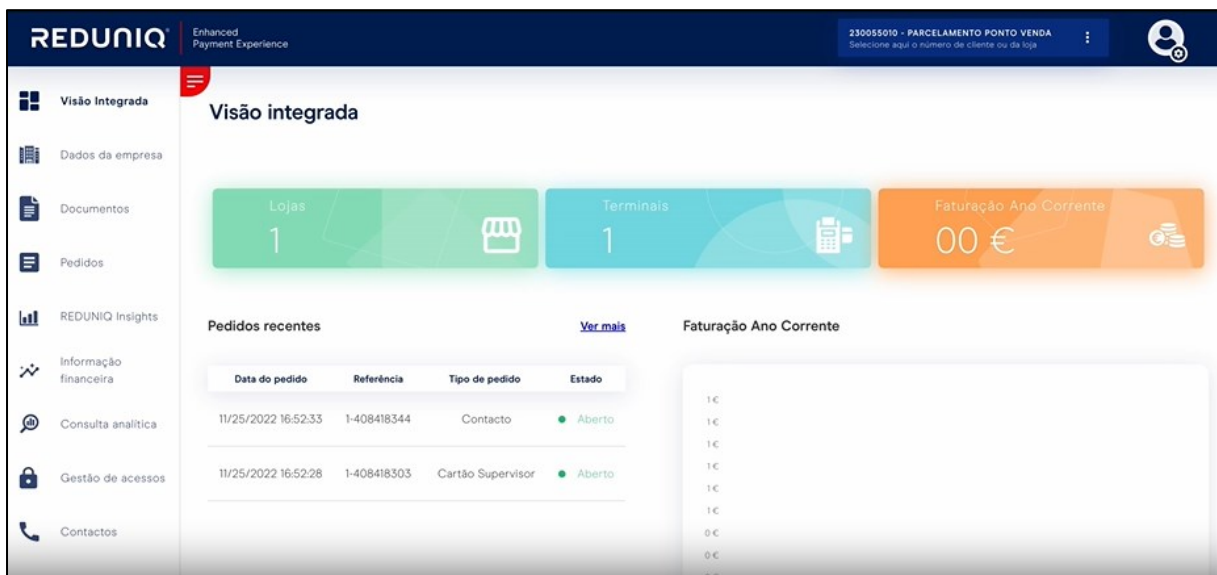 REDUNIQ
Enhanced
Payment Experience
230055010 - PARCELAMENTO PONTO VENDA
Selecione aqui o número de cliente ou da loja
Visão Integrada
Dados da empresa
Documentos
Pedidos
REDUNIQ Insights
Informação
financeira
Consulta analítica
Gestão de acessos
Contactos
Visão integrada
Lojas
1
Terminais
1
Faturação Ano Corrente
00 €
Pedidos recentes
Ver mais
Data do pedido Referência Tipo de pedido Estado
11/25/2022 16:52:33 1-408418344 Contacto Aberto
11/25/2022 16:52:28 1-408418303 Cartão Supervisor Aberto
Faturação Ano Corrente
1 €
1 €
1 €
1 €
1 €
1 €
0 €
0 €